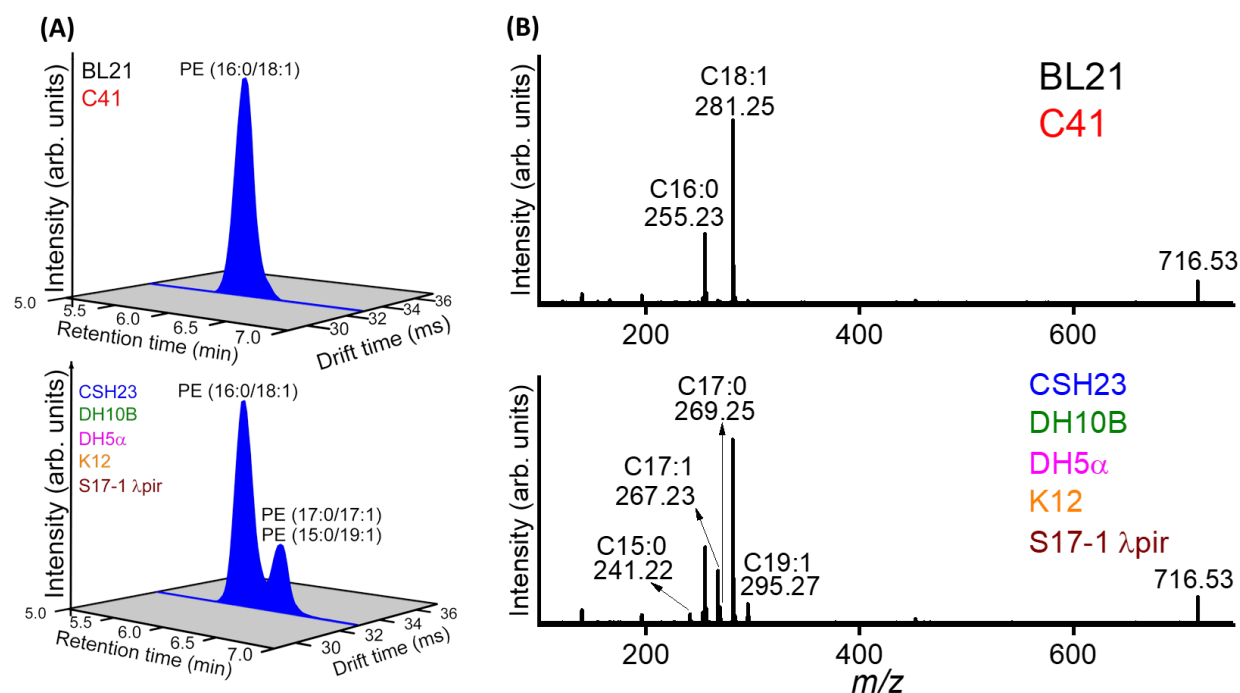 (A)
BL21
C41
PE (16:0/18:1)
Intensity (arb. units)
5.0
5.5
6.0
6.5
7.0
Retention time (min)
30
32
34
36
Drift time (ms)
CSH23
DH10B
DH5α
K12
S17-1 λpir
PE (16:0/18:1)
PE (17:0/17:1)
PE (15:0/19:1)
Intensity (arb. units)
5.0
5.5
6.0
6.5
7.0
Retention time (min)
30
32
34
36
Drift time (ms)
(B)
BL21
C41
C18:1
281.25
C16:0
255.23
716.53
Intensity (arb. units)
200
400
600
C17:0
269.25
C17:1
267.23
C15:0
241.22
C19:1
295.27
716.53
CSH23
DH10B
DH5α
K12
S17-1 λpir
Intensity (arb. units)
200
400
600
m/z